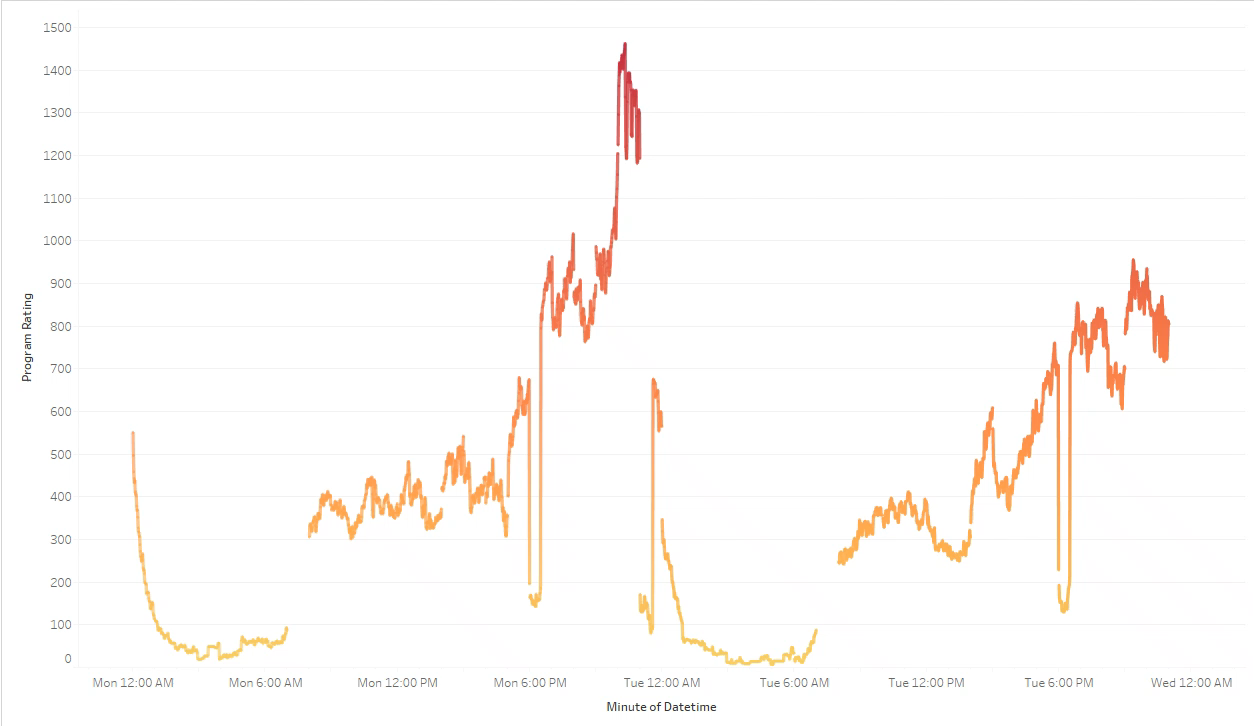 1500
1400
1300
1200
1100
1000
900
800
700
600
500
400
300
200
100
0
Program Rating
Mon 12:00 AM
Mon 6:00 AM
Mon 12:00 PM
Mon 6:00 PM
Tue 12:00 AM
Tue 6:00 AM
Tue 12:00 PM
Tue 6:00 PM
Wed 12:00 AM
Minute of Datetime